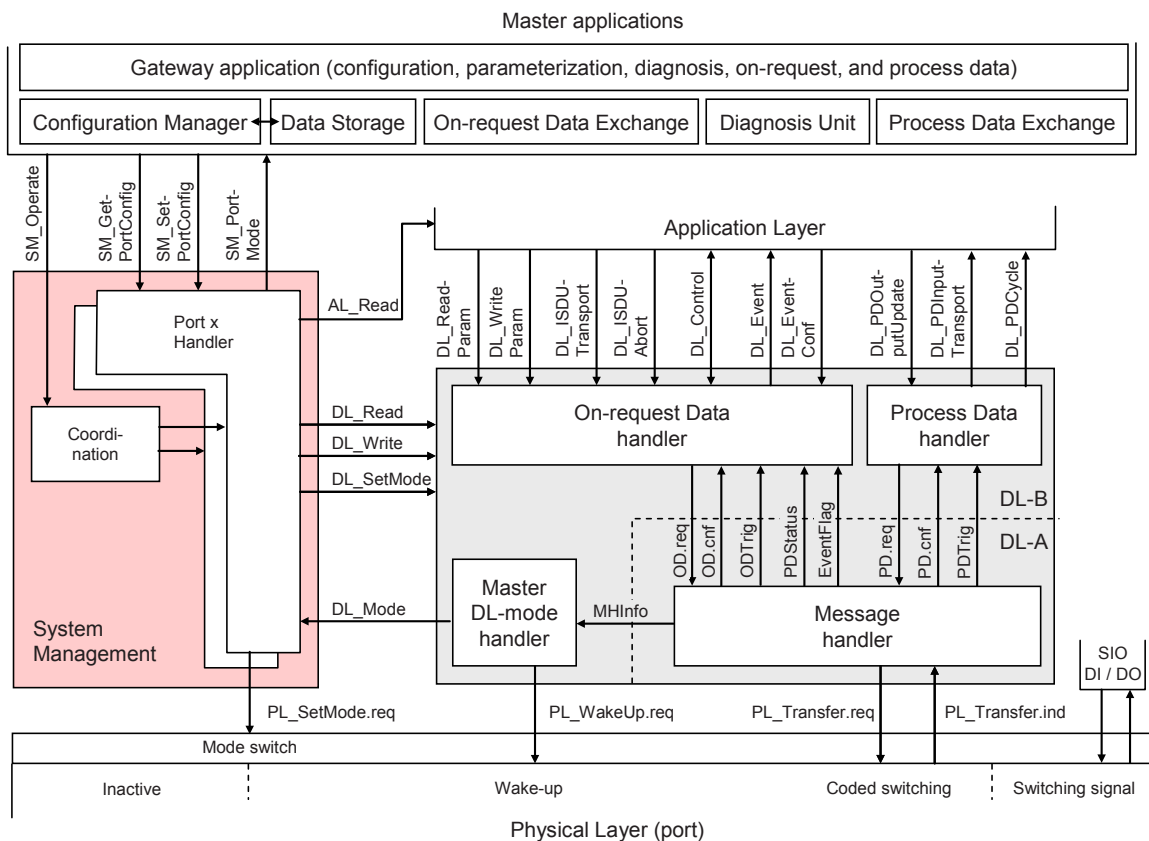 Master applications
Gateway application (configuration, parameterization, diagnosis, on-request, and process data)
Configuration Manager
Data Storage
On-request Data Exchange
Diagnosis Unit
Process Data Exchange
SM_Operate
SM_Get-
PortConfig
SM_Set-
PortConfig
SM_Port-
Mode
Application Layer
AL_Read
DL_Read-
Param
DL_Write
Param
DL_ISDU-
Transport
DL_ISDU-
Abort
DL_Control
DL_Event
DL_Event-
Conf
DL_PDOut-
putUpdate
DL_PDInput-
Transport
DL_PDCycle
Port x
Handler
Coordi-
nation
DL_Read
DL_Write
DL_SetMode
On-request Data
handler
Process Data
handler
DL-B
DL-A
OD.req
OD.cnf
ODTrig
PDStatus
EventFlag
PD.req
PD.cnf
PDTrig
Master
DL-mode
handler
DL_Mode
MHInfo
Message
handler
System
Management
SIO
DI / DO
PL_SetMode.req
PL_WakeUp.req
PL_Transfer.req
PL_Transfer.ind
Mode switch
Inactive
Wake-up
Coded switching
Switching signal
Physical Layer (port)